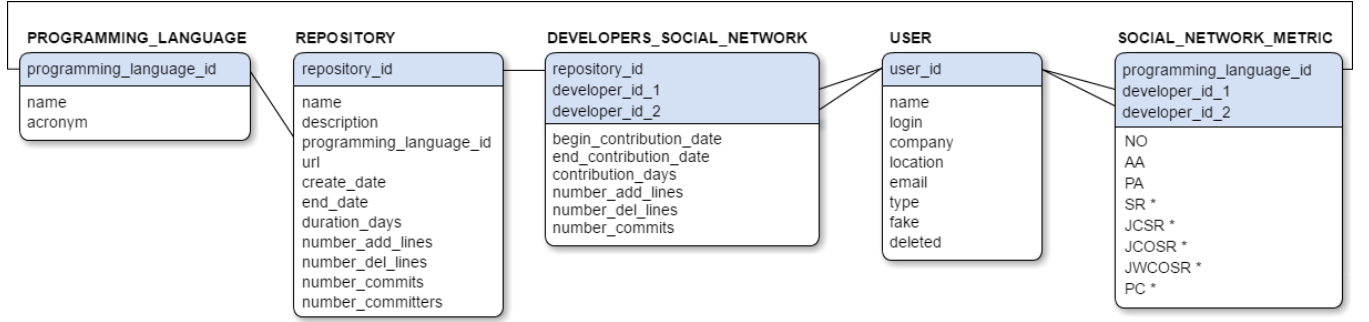 PROGRAMMING_LANGUAGE
programming_language_id
name
acronym
REPOSITORY
repository_id
name
description
programming_language_id
url
create_date
end_date
duration_days
number_add_lines
number_del_lines
number_commits
number_committers
DEVELOPERS_SOCIAL_NETWORK
repository_id
developer_id_1
developer_id_2
begin_contribution_date
end_contribution_date
contribution_days
number_add_lines
number_del_lines
number_commits
USER
user_id
name
login
company
location
email
type
fake
deleted
SOCIAL_NETWORK_METRIC
programming_language_id
developer_id_1
developer_id_2
NO
AA
PA
SR *
JCSR *
JCOSR *
JWCOSR *
PC *